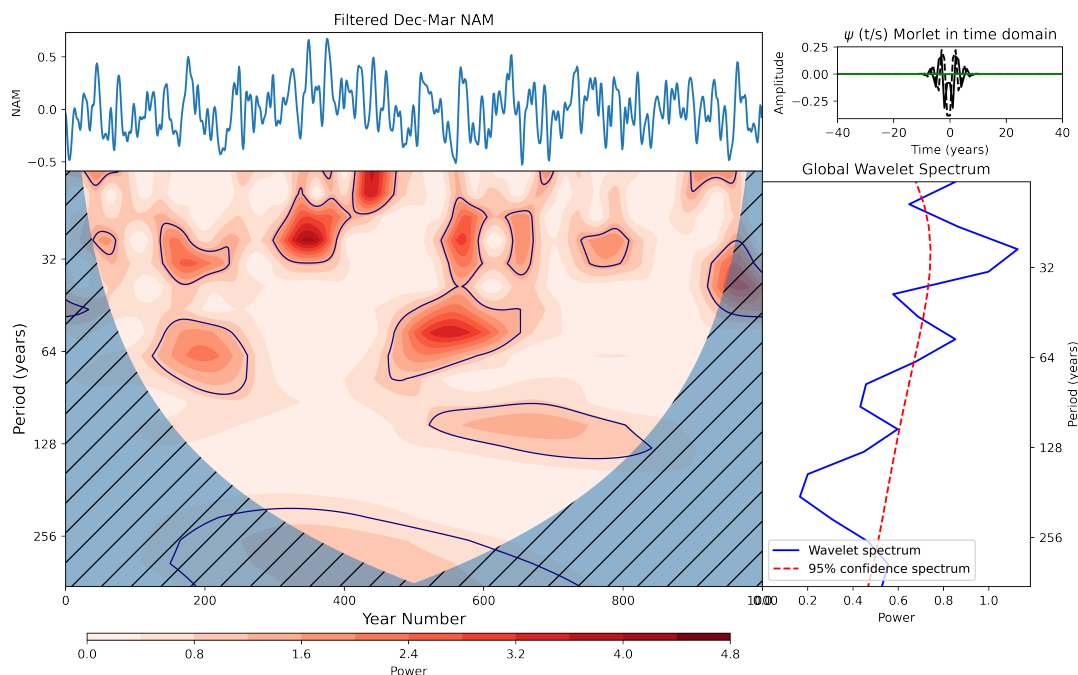 Filtered Dec-Mar NAM
NAM
0.5
0.0
−0.5
ψ (t/s) Morlet in time domain
Amplitude
0.25
0.00
−0.25
−40
−20
0
20
40
Time (years)
Period (years)
32
64
128
256
0
200
400
600
800
1000
Year Number
0.0
0.8
1.6
2.4
3.2
4.0
4.8
Power
Global Wavelet Spectrum
32
64
128
256
Period (years)
Wavelet spectrum
95% confidence spectrum
0.0
0.2
0.4
0.6
0.8
1.0
Power